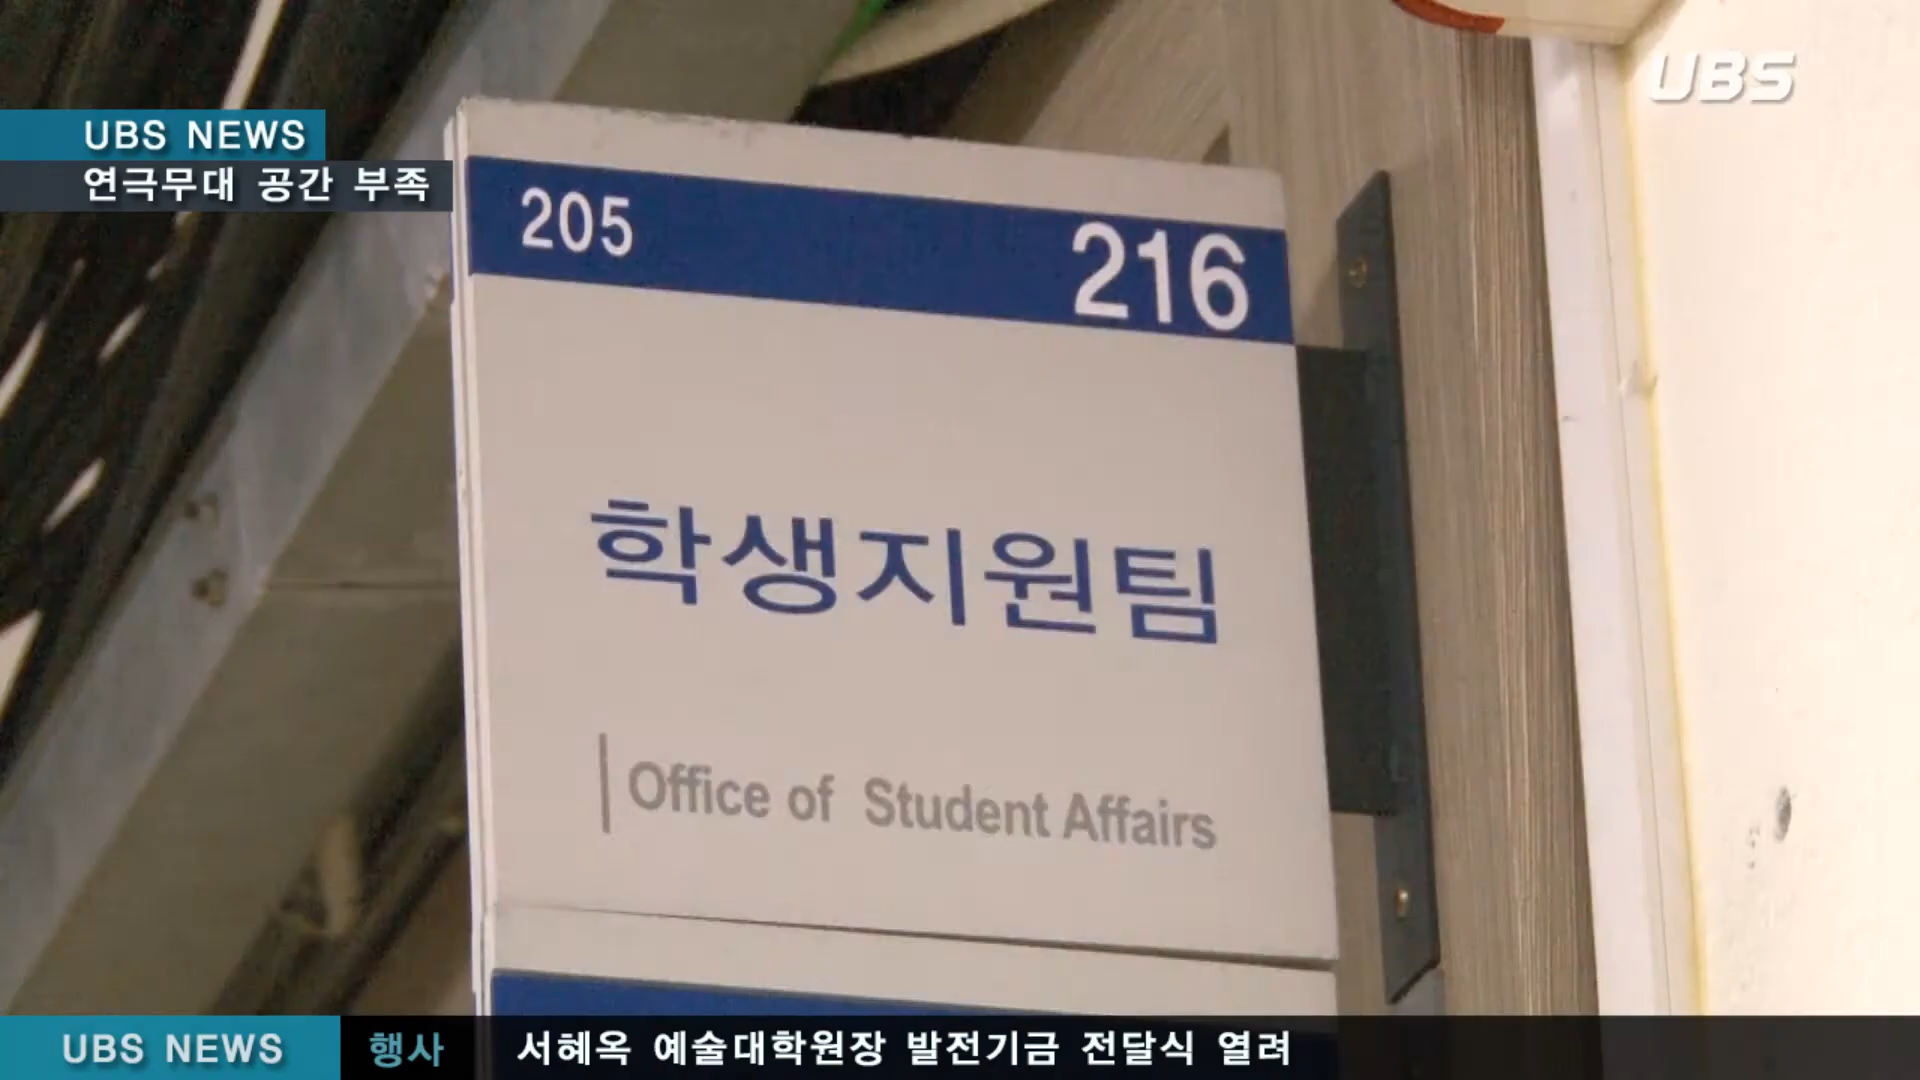 UBS
UBS NEWS
연극무대 공간 부족
205
216
학생지원팀
Office of Student Affairs
UBS NEWS
행사
서혜옥 예술대학원장 발전기금 전달식 열려